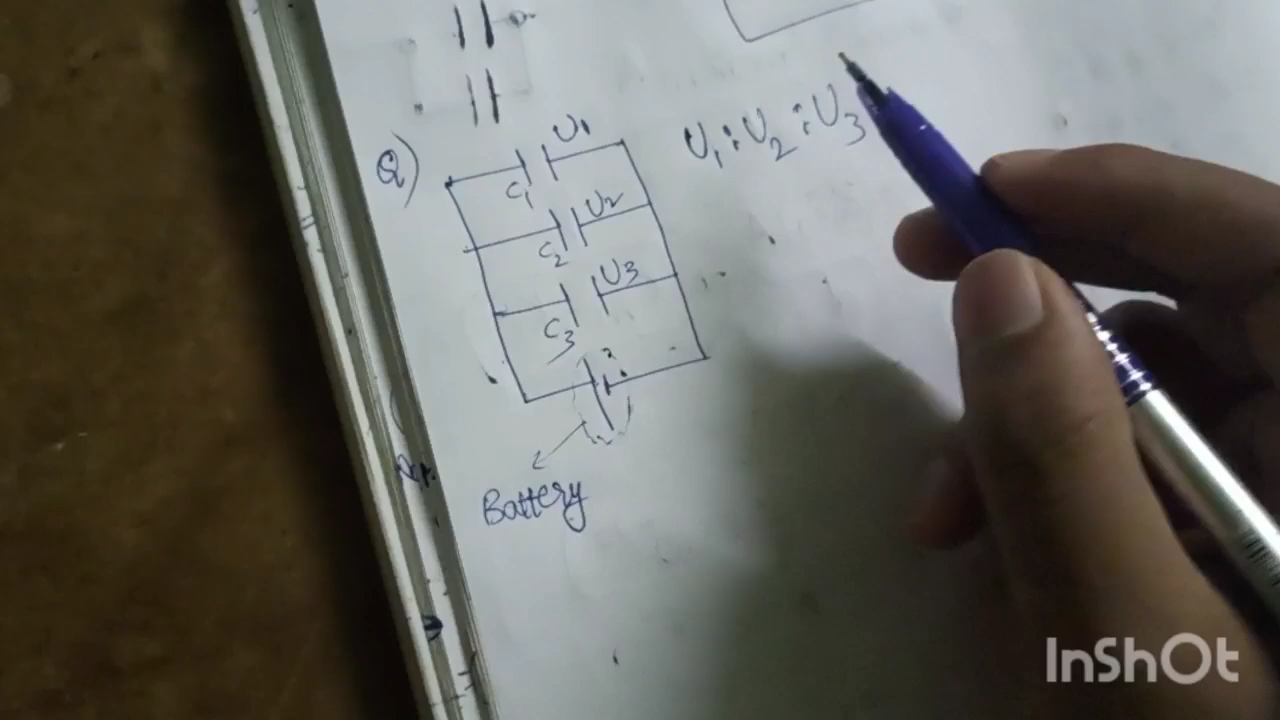 Q)
U1
U₁ : U₂ : U3
C₁
U2
C₂
U3
C3
Battery
InShOt